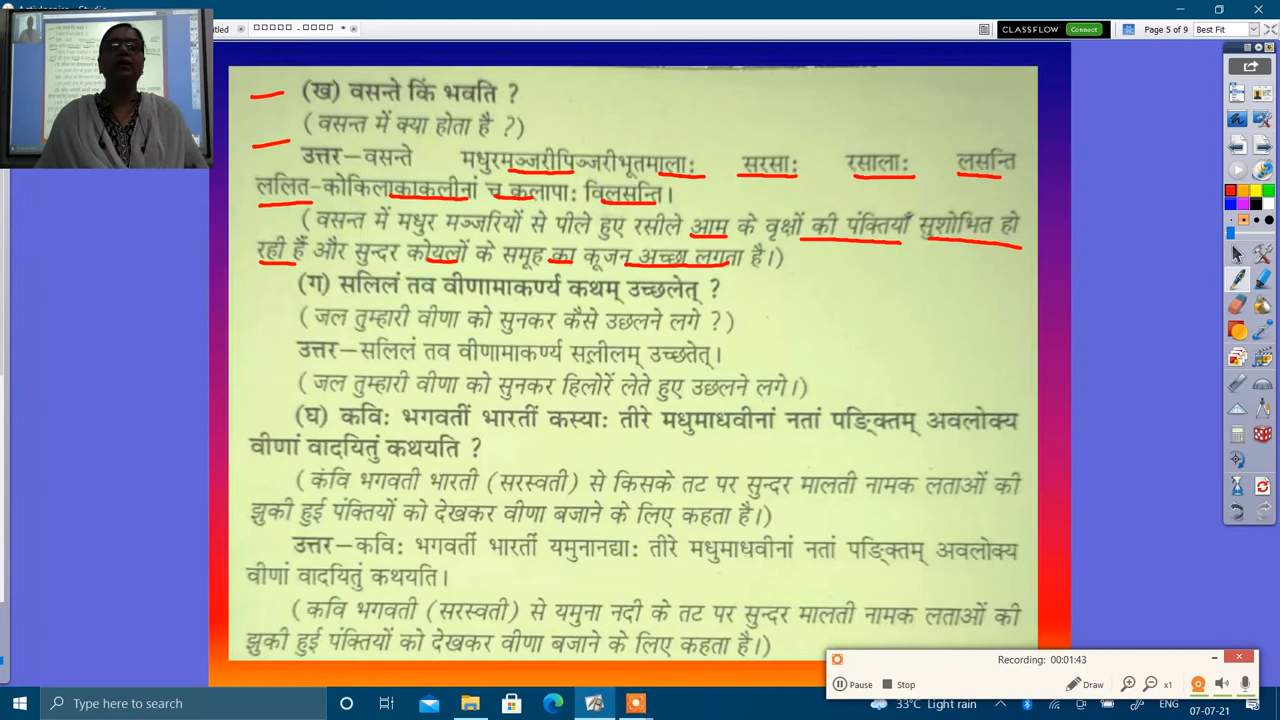 CLASSFLOW Connect Page 5 of 9 Best Fit
(ख) वसन्ते किं भवति ?
(वसन्त में क्या होता है ?)
उत्तर–वसन्ते मधुरमञ्जरीपिञ्जरीभूतमालाः सरसाः रसालाः लसन्ति
ललित-कोकिलाकाकलीनां च कलापाः विलसन्ति।
(वसन्त में मधुर मञ्जरियों से पीले हुए रसीले आम के वृक्षों की पंक्तियाँ सुशोभित हो
रही हैं और सुन्दर कोयलों के समूह का कूजन अच्छा लगता है।)
(ग) सलिलं तव वीणामाकर्ण्य कथम् उच्छलेत् ?
(जल तुम्हारी वीणा को सुनकर कैसे उछलने लगे ?)
उत्तर–सलिलं तव वीणामाकर्ण्य सलीलम् उच्छलेत्।
(जल तुम्हारी वीणा को सुनकर हिलोरें लेते हुए उछलने लगे।)
(घ) कविः भगवतीं भारतीं कस्याः तीरे मधुमाधवीनां नतां पङ्क्तिम् अवलोक्य
वीणां वादयितुं कथयति ?
(कवि भगवती भारती (सरस्वती) से किसके तट पर सुन्दर मालती नामक लताओं की
झुकी हुई पंक्तियों को देखकर वीणा बजाने के लिए कहता है।)
उत्तर–कविः भगवतीं भारतीं यमुनानद्याः तीरे मधुमाधवीनां नतां पङ्क्तिम् अवलोक्य
वीणां वादयितुं कथयति।
(कवि भगवती (सरस्वती) से यमुना नदी के तट पर सुन्दर मालती नामक लताओं की
झुकी हुई पंक्तियों को देखकर वीणा बजाने के लिए कहता है।)
Recording: 00:01:43
Pause Stop Draw x1
Type here to search 33°C Light rain ENG 07-07-21